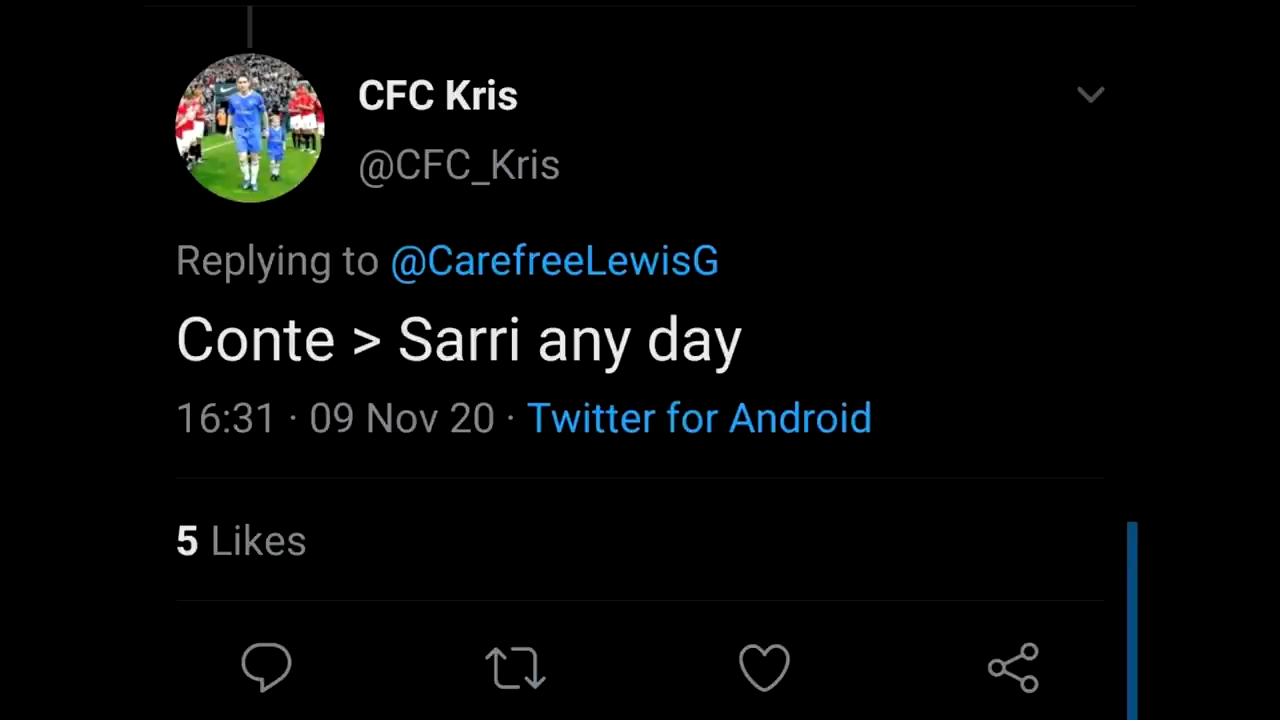 CFC Kris
@CFC_Kris
Replying to @CarefreeLewisG
Conte > Sarri any day
16:31 · 09 Nov 20 · Twitter for Android
5 Likes